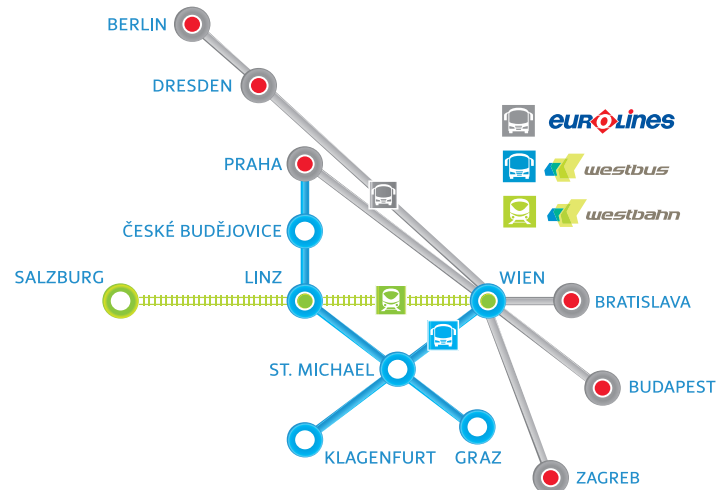 BERLIN
DRESDEN
eurolines
PRAHA
westbus
ČESKÉ BUDĚJOVICE
westbahn
SALZBURG
LINZ
WIEN
BRATISLAVA
ST. MICHAEL
BUDAPEST
KLAGENFURT
GRAZ
ZAGREB